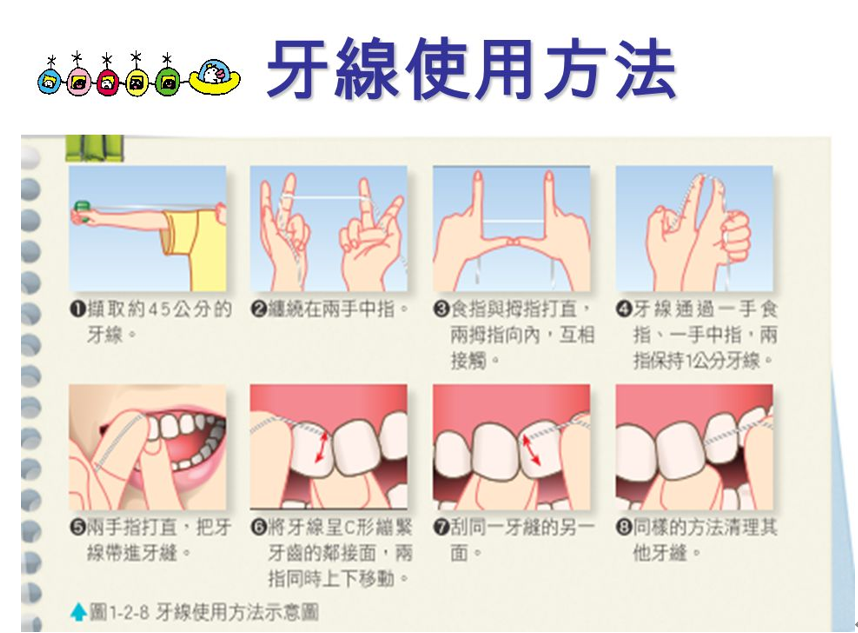 牙線使用方法
❶擷取約45公分的
牙線。
❷纏繞在兩手中指。
❸食指與拇指打直，
兩拇指向內，互相
接觸。
❹牙線通過一手食
指、一手中指，兩
指保持1公分牙線。
❺兩手指打直，把牙
線帶進牙縫。
❻將牙線呈C形繃緊
牙齒的鄰接面，兩
指同時上下移動。
❼刮同一牙縫的另一
面。
❽同樣的方法清理其
他牙縫。
圖1-2-8 牙線使用方法示意圖